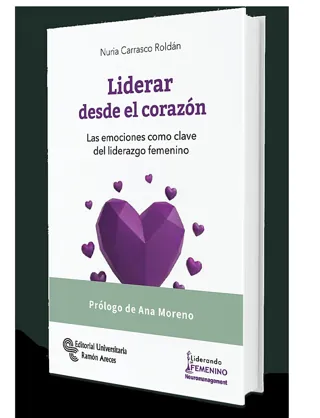 Nuria Carrasco Roldán
Liderar
desde el corazón
Las emociones como clave
del liderazgo femenino
Prólogo de Ana Moreno
Editorial Universitaria
Ramón Areces
Liderando
FEMENINO
Neuromanagement